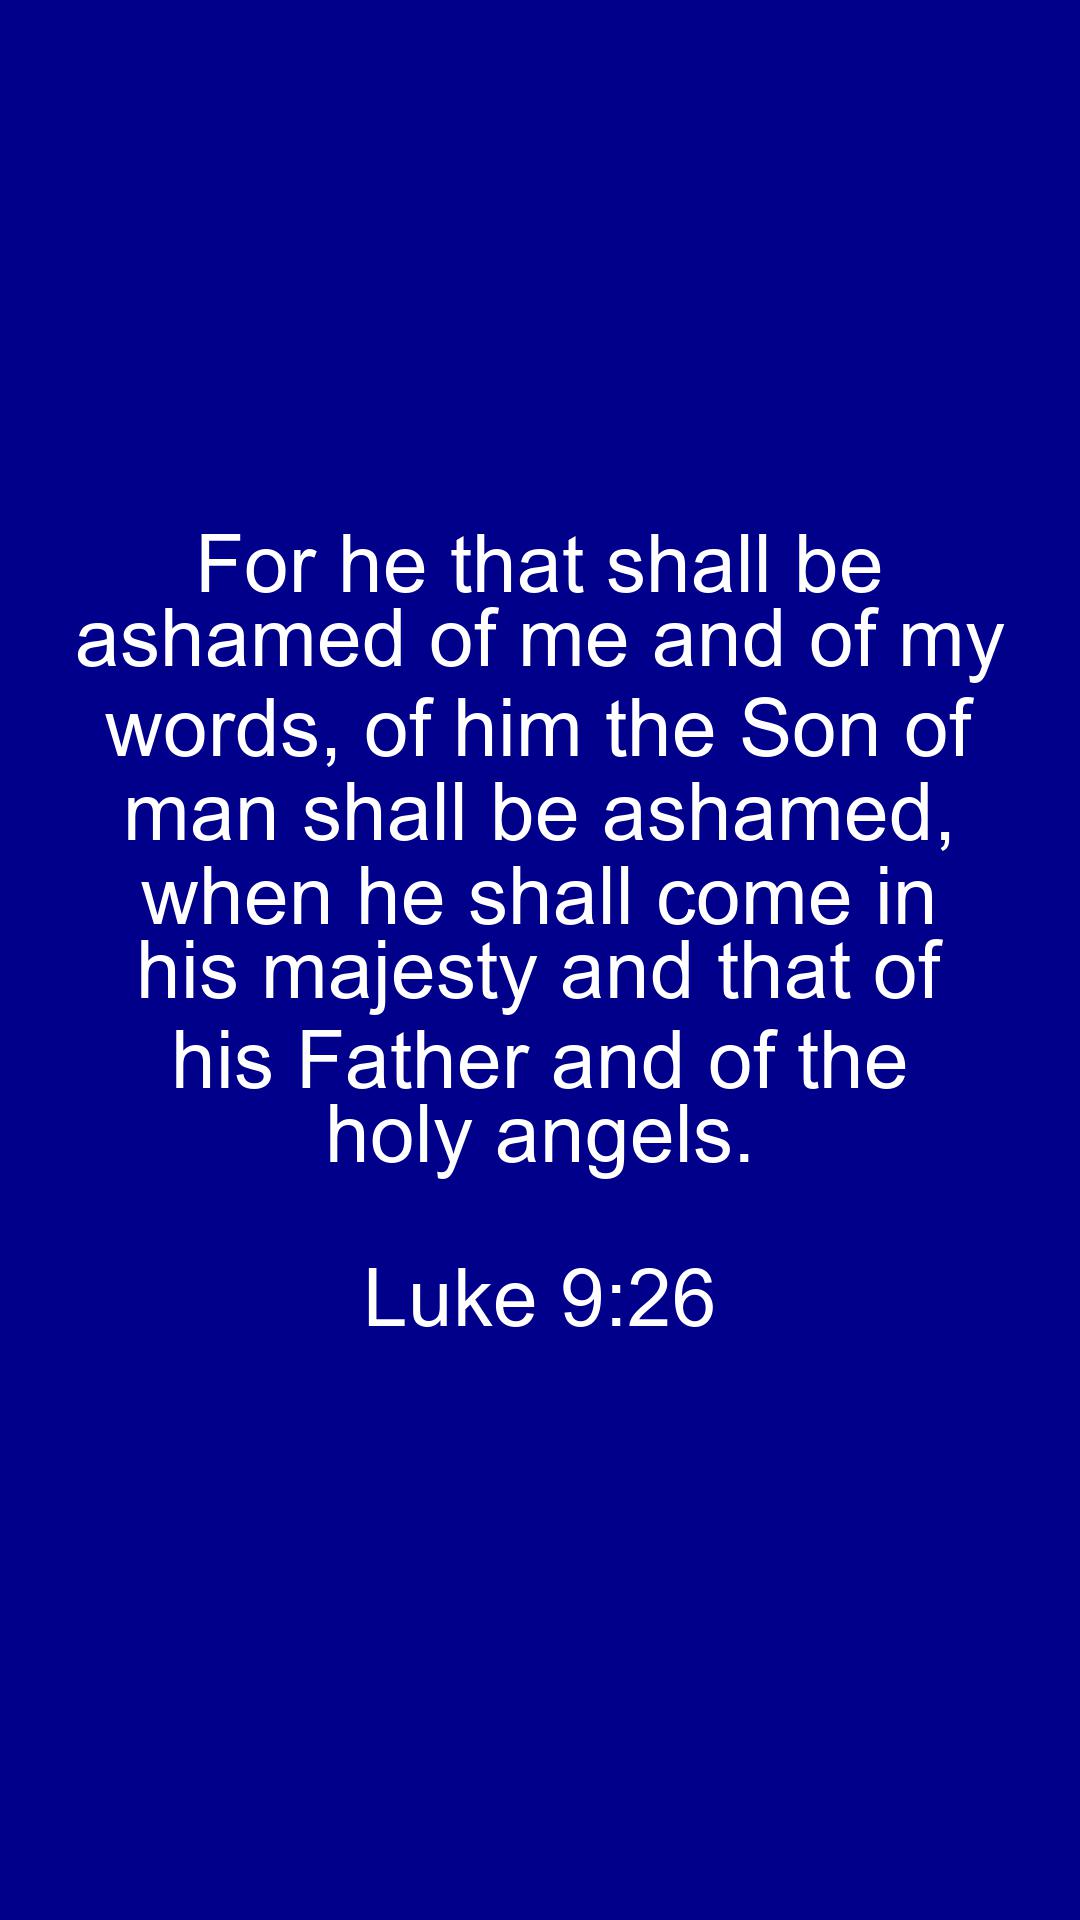 For he that shall be
ashamed of me and of my
words, of him the Son of
man shall be ashamed,
when he shall come in
his majesty and that of
his Father and of the
holy angels.
Luke 9:26